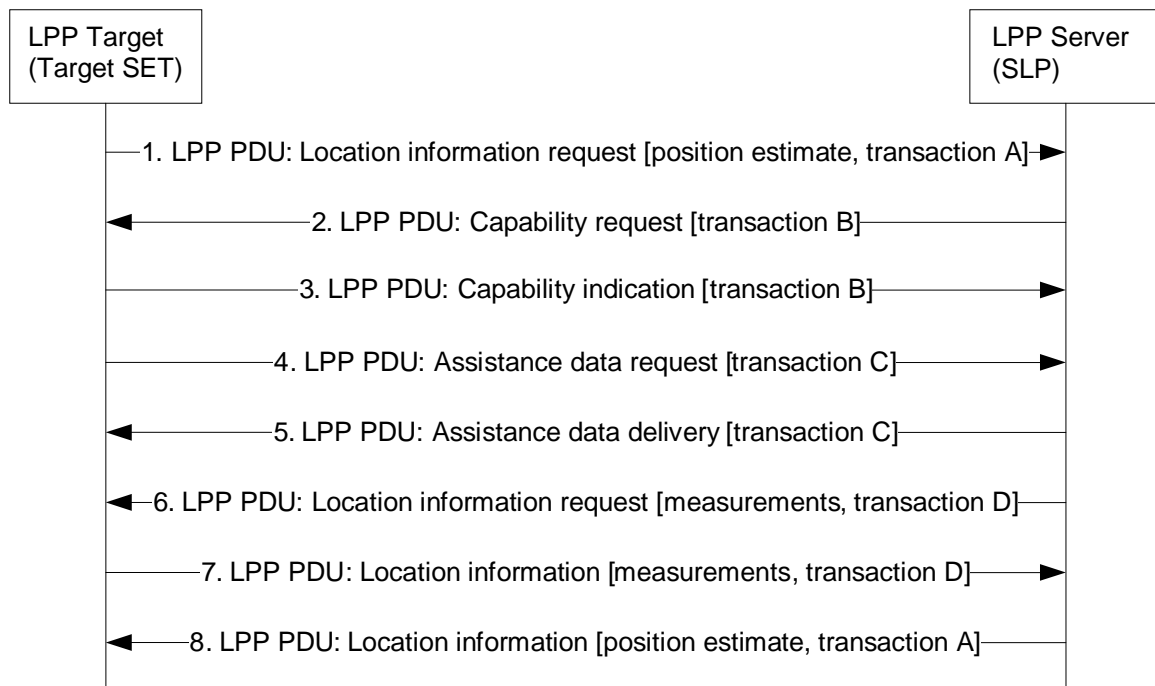 LPP Target
(Target SET)
LPP Server
(SLP)
1. LPP PDU: Location information request [position estimate, transaction A]
2. LPP PDU: Capability request [transaction B]
3. LPP PDU: Capability indication [transaction B]
4. LPP PDU: Assistance data request [transaction C]
5. LPP PDU: Assistance data delivery [transaction C]
6. LPP PDU: Location information request [measurements, transaction D]
7. LPP PDU: Location information [measurements, transaction D]
8. LPP PDU: Location information [position estimate, transaction A]